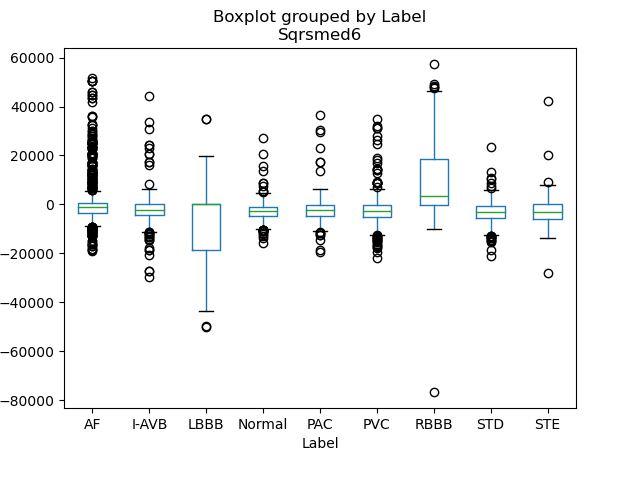 Boxplot grouped by Label
Sqrsmed6
60000
40000
20000
0
−20000
−40000
−60000
−80000
AF I-AVB LBBB Normal PAC PVC RBBB STD STE
Label